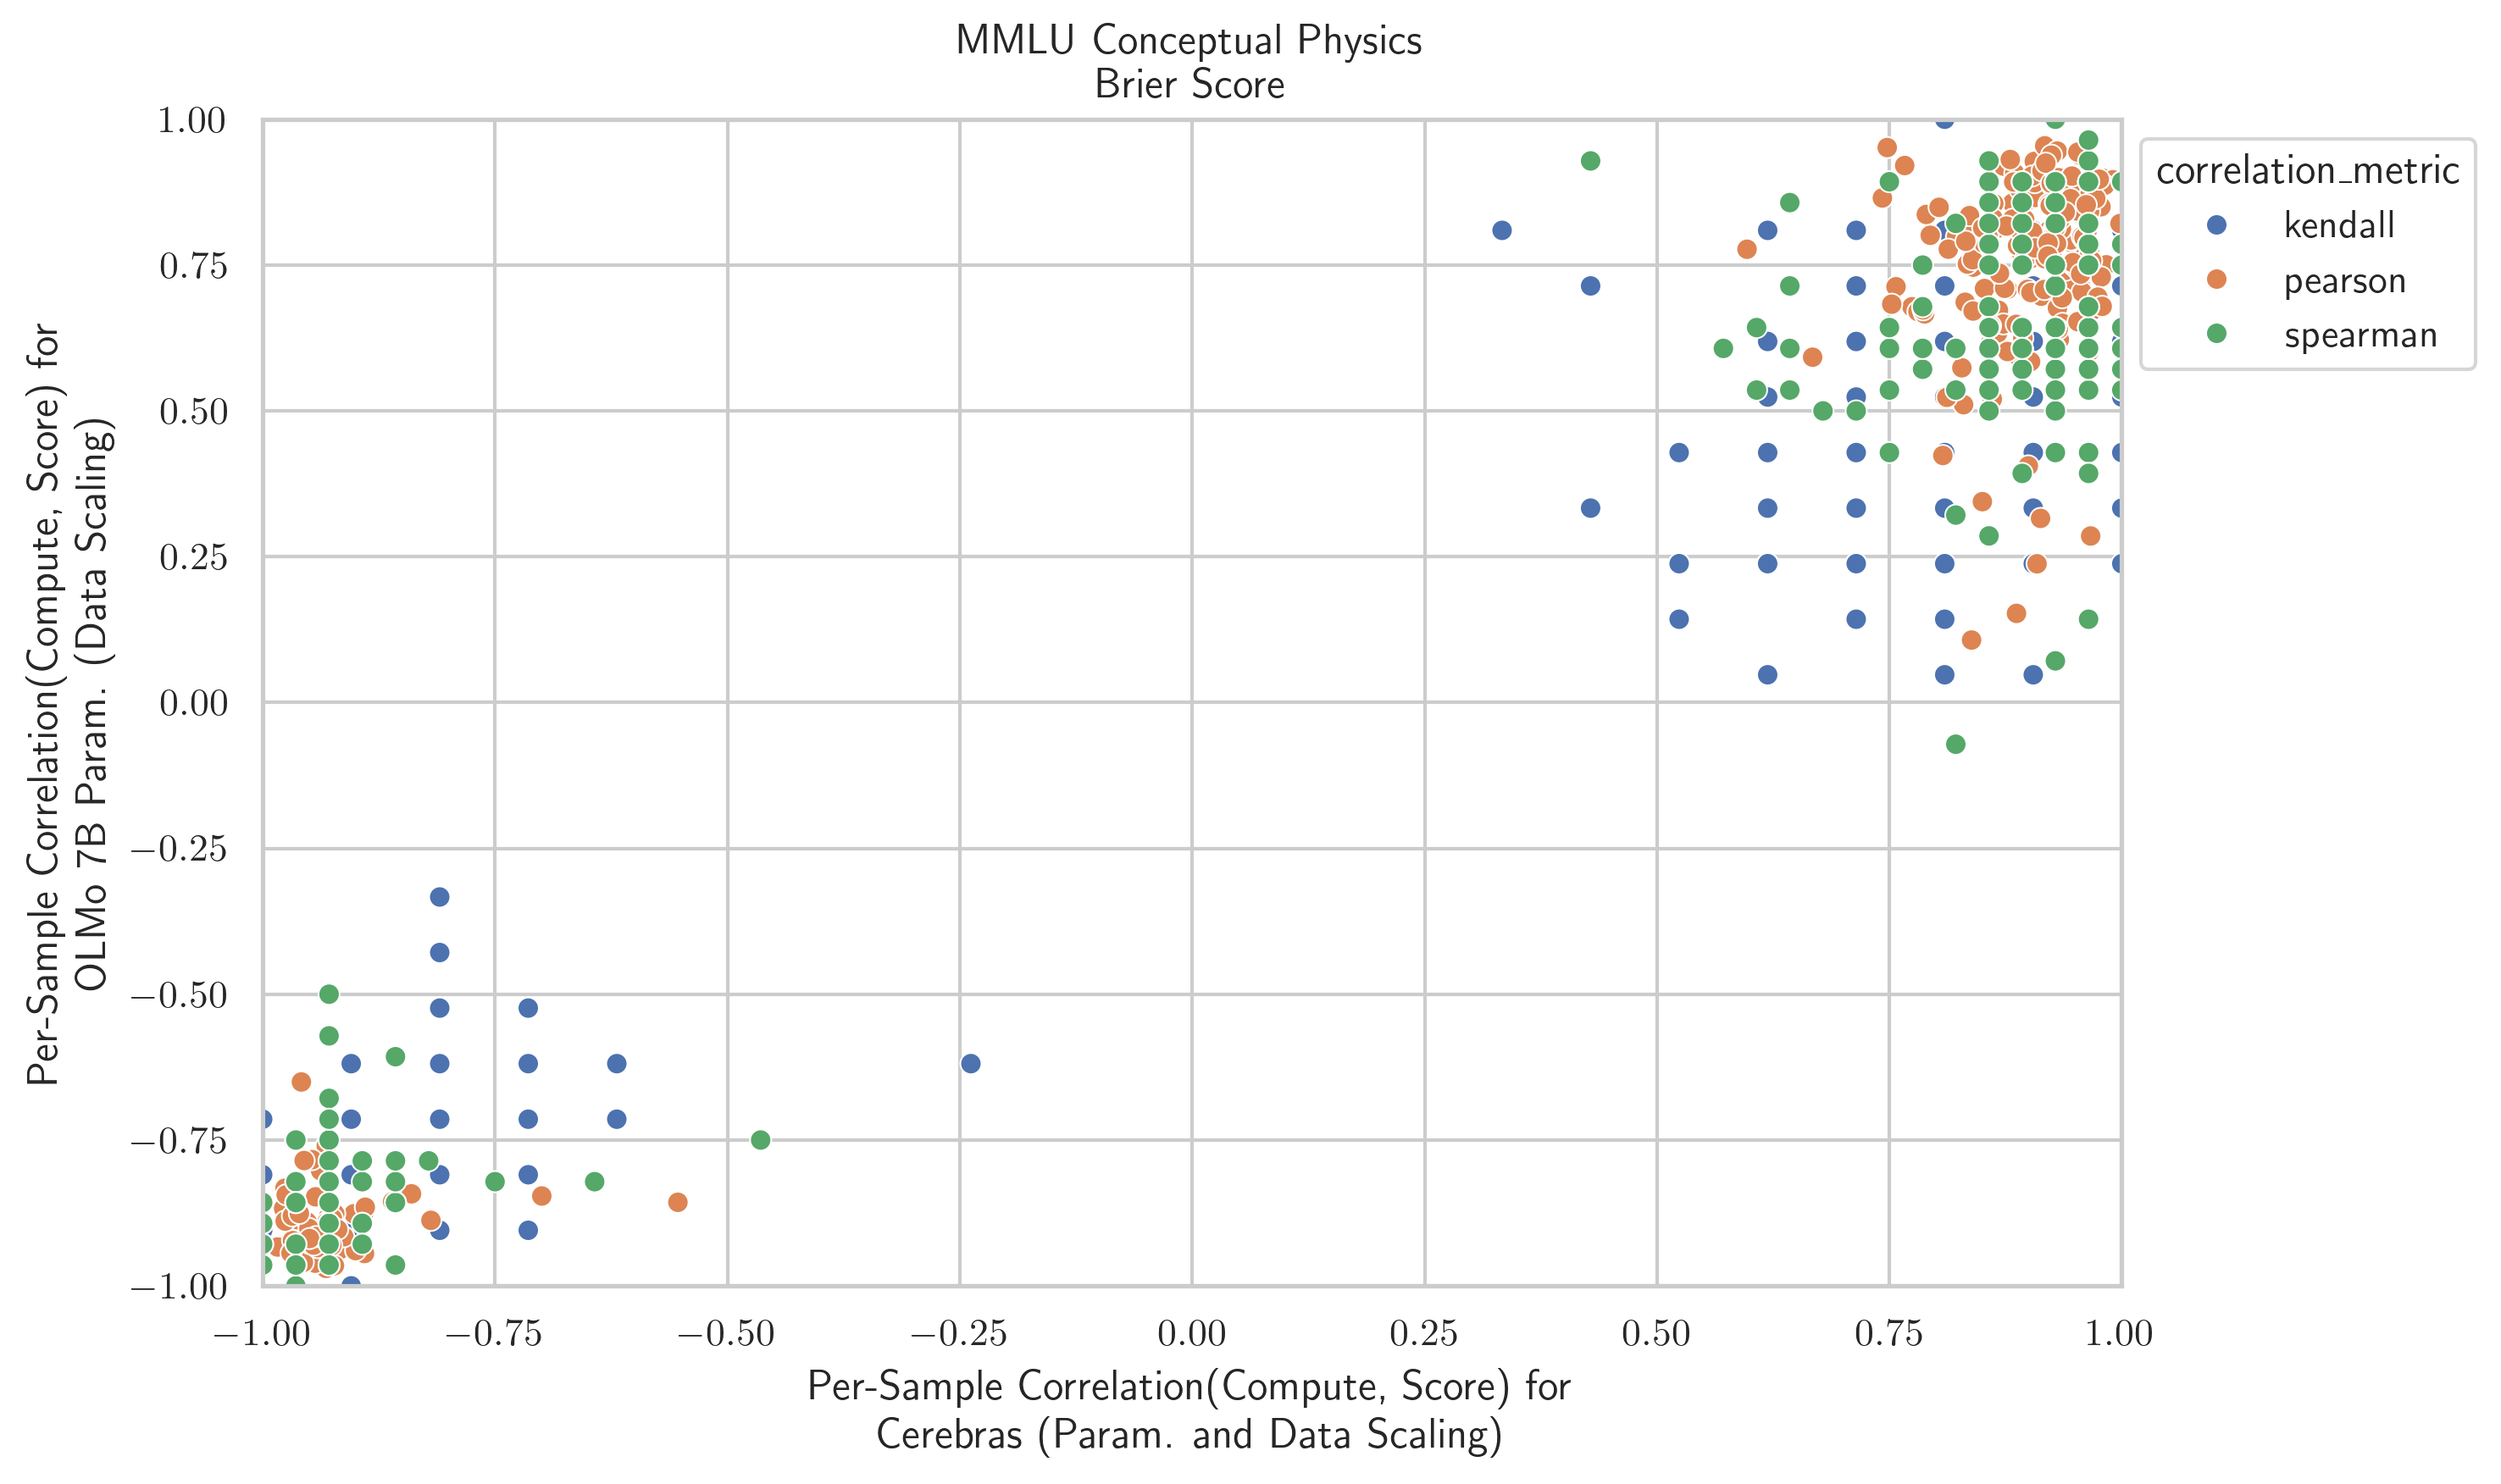 MMLU Conceptual Physics
Brier Score
Per-Sample Correlation(Compute, Score) for
OLMo 7B Param. (Data Scaling)
1.00
0.75
0.50
0.25
0.00
−0.25
−0.50
−0.75
−1.00
−1.00 −0.75 −0.50 −0.25 0.00 0.25 0.50 0.75 1.00
Per-Sample Correlation(Compute, Score) for
Cerebras (Param. and Data Scaling)
correlation_metric
kendall
pearson
spearman